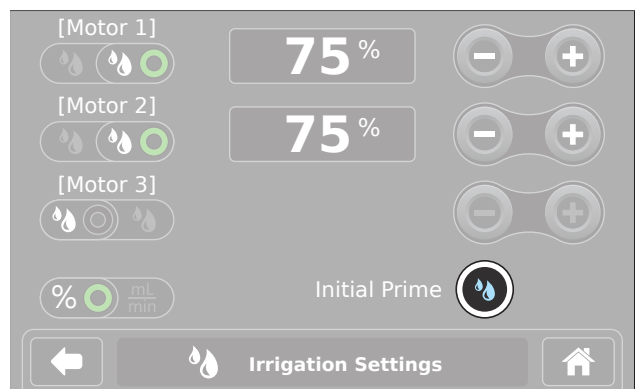 [Motor 1]
75 %
[Motor 2]
75 %
[Motor 3]
% mL
min
Initial Prime
Irrigation Settings